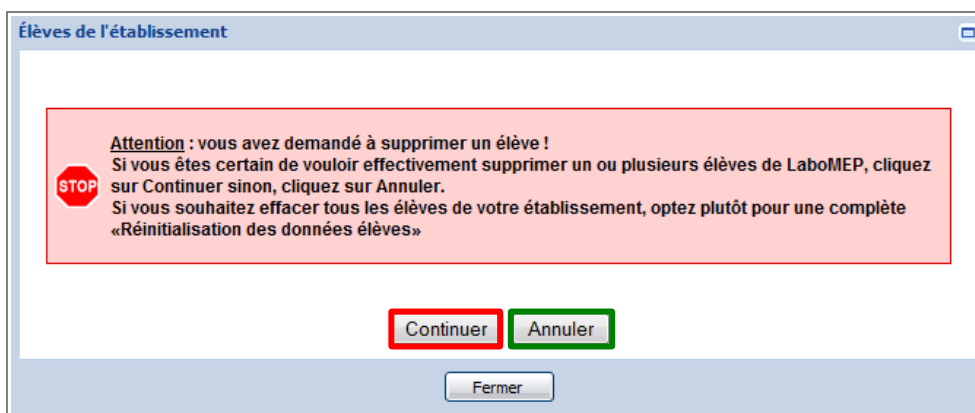 Élèves de l'établissement
Attention : vous avez demandé à supprimer un élève !
Si vous êtes certain de vouloir effectivement supprimer un ou plusieurs élèves de LaboMEP, cliquez
STOP sur Continuer sinon, cliquez sur Annuler.
Si vous souhaitez effacer tous les élèves de votre établissement, optez plutôt pour une complète
«Réinitialisation des données élèves»
Continuer Annuler
Fermer